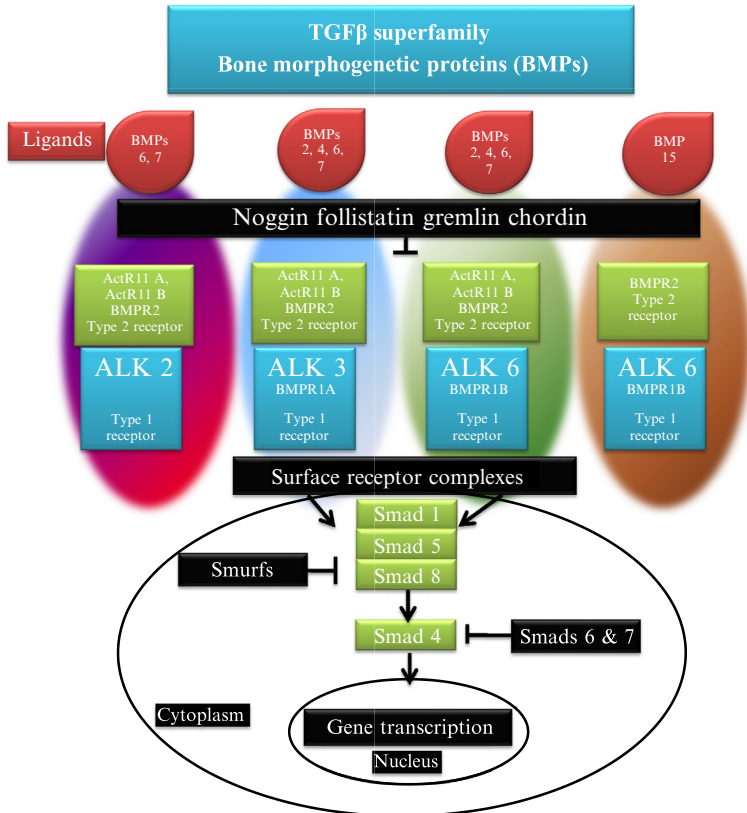 TGFβ superfamily
Bone morphogenetic proteins (BMPs)
Ligands
BMPs
6, 7
BMPs
2, 4, 6,
7
BMPs
2, 4, 6,
7
BMP
15
Noggin follistatin gremlin chordin
ActR11 A,
ActR11 B
BMPR2
Type 2 receptor
ActR11 A,
ActR11 B
BMPR2
Type 2 receptor
ActR11 A,
ActR11 B
BMPR2
Type 2 receptor
BMPR2
Type 2
receptor
ALK 2
Type 1
receptor
ALK 3
BMPR1A
Type 1
receptor
ALK 6
BMPR1B
Type 1
receptor
ALK 6
BMPR1B
Type 1
receptor
Surface receptor complexes
Smad 1
Smad 5
Smad 8
Smurfs
Smad 4
Smads 6 & 7
Cytoplasm
Gene transcription
Nucleus